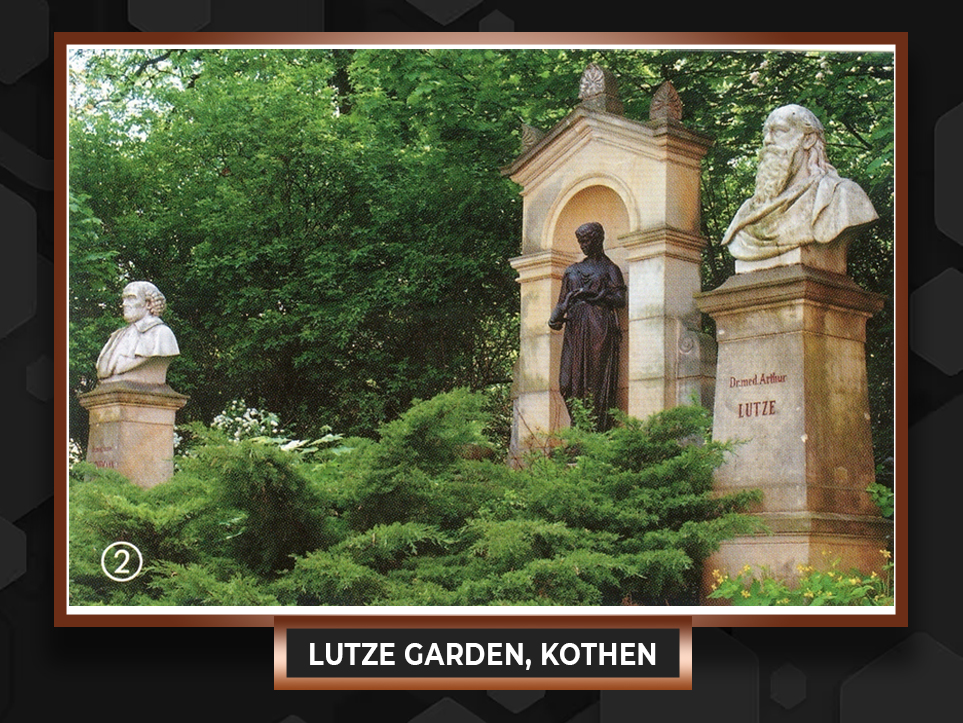 Dr. med. Arthur
LUTZE
2
LUTZE GARDEN, KOTHEN